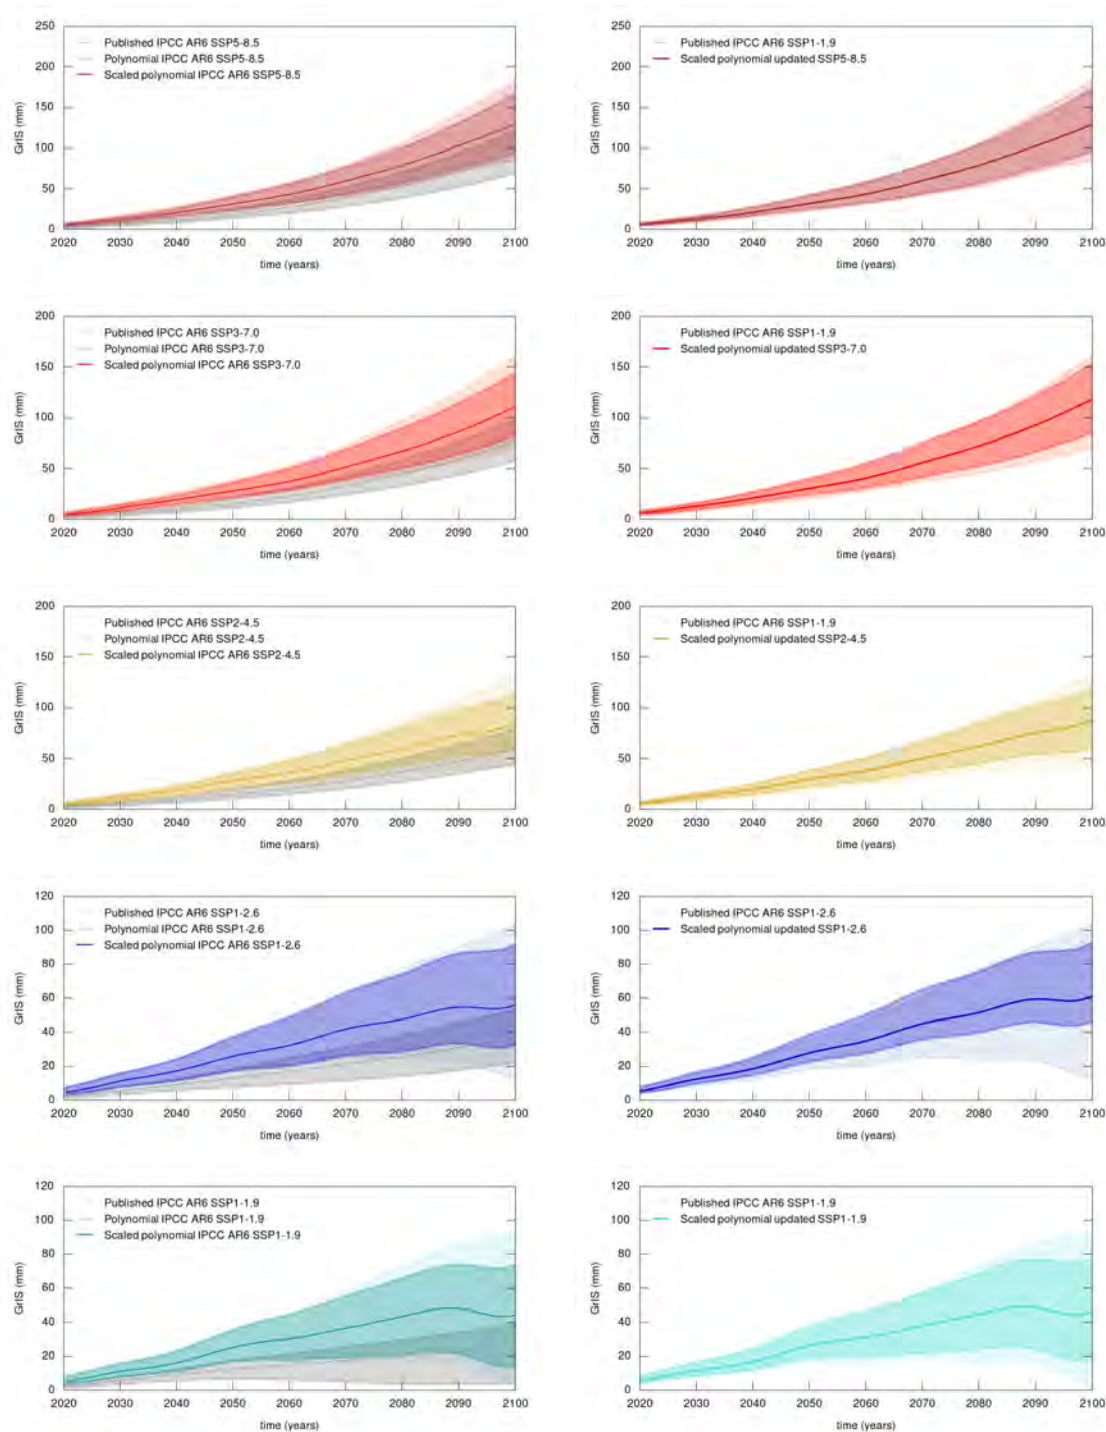 250
200
150
100
50
0
GrIS (mm)
Published IPCC AR6 SSP5-8.5
Polynomial IPCC AR6 SSP5-8.5
Scaled polynomial IPCC AR6 SSP5-8.5
2020 2030 2040 2050 2060 2070 2080 2090 2100
time (years)
250
200
150
100
50
0
GrIS (mm)
Published IPCC AR6 SSP1-1.9
Scaled polynomial updated SSP5-8.5
2020 2030 2040 2050 2060 2070 2080 2090 2100
time (years)
200
150
100
50
0
GrIS (mm)
Published IPCC AR6 SSP3-7.0
Polynomial IPCC AR6 SSP3-7.0
Scaled polynomial IPCC AR6 SSP3-7.0
2020 2030 2040 2050 2060 2070 2080 2090 2100
time (years)
200
150
100
50
0
GrIS (mm)
Published IPCC AR6 SSP1-1.9
Scaled polynomial updated SSP3-7.0
2020 2030 2040 2050 2060 2070 2080 2090 2100
time (years)
200
150
100
50
0
GrIS (mm)
Published IPCC AR6 SSP2-4.5
Polynomial IPCC AR6 SSP2-4.5
Scaled polynomial IPCC AR6 SSP2-4.5
2020 2030 2040 2050 2060 2070 2080 2090 2100
time (years)
200
150
100
50
0
GrIS (mm)
Published IPCC AR6 SSP1-1.9
Scaled polynomial updated SSP2-4.5
2020 2030 2040 2050 2060 2070 2080 2090 2100
time (years)
120
100
80
60
40
20
0
GrIS (mm)
Published IPCC AR6 SSP1-2.6
Polynomial IPCC AR6 SSP1-2.6
Scaled polynomial IPCC AR6 SSP1-2.6
2020 2030 2040 2050 2060 2070 2080 2090 2100
time (years)
120
100
80
60
40
20
0
GrIS (mm)
Published IPCC AR6 SSP1-2.6
Scaled polynomial updated SSP1-2.6
2020 2030 2040 2050 2060 2070 2080 2090 2100
time (years)
120
100
80
60
40
20
0
GrIS (mm)
Published IPCC AR6 SSP1-1.9
Polynomial IPCC AR6 SSP1-1.9
Scaled polynomial IPCC AR6 SSP1-1.9
2020 2030 2040 2050 2060 2070 2080 2090 2100
time (years)
120
100
80
60
40
20
0
GrIS (mm)
Published IPCC AR6 SSP1-1.9
Scaled polynomial updated SSP1-1.9
2020 2030 2040 2050 2060 2070 2080 2090 2100
time (years)